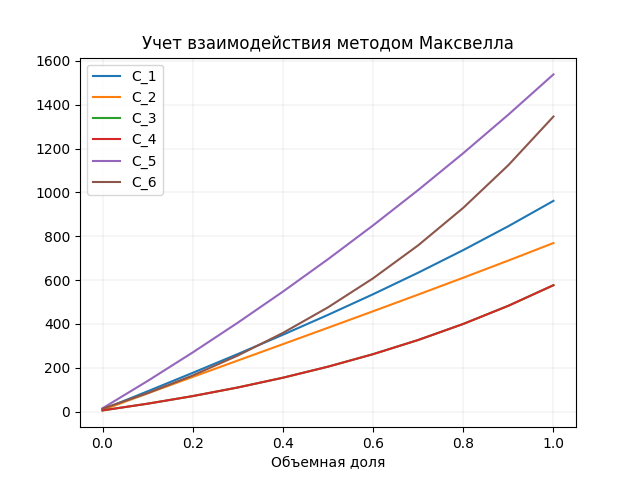 Учет взаимодействия методом Максвелла
1600
1400
1200
1000
800
600
400
200
0
C_1
C_2
C_3
C_4
C_5
C_6
0.0 0.2 0.4 0.6 0.8 1.0
Объемная доля